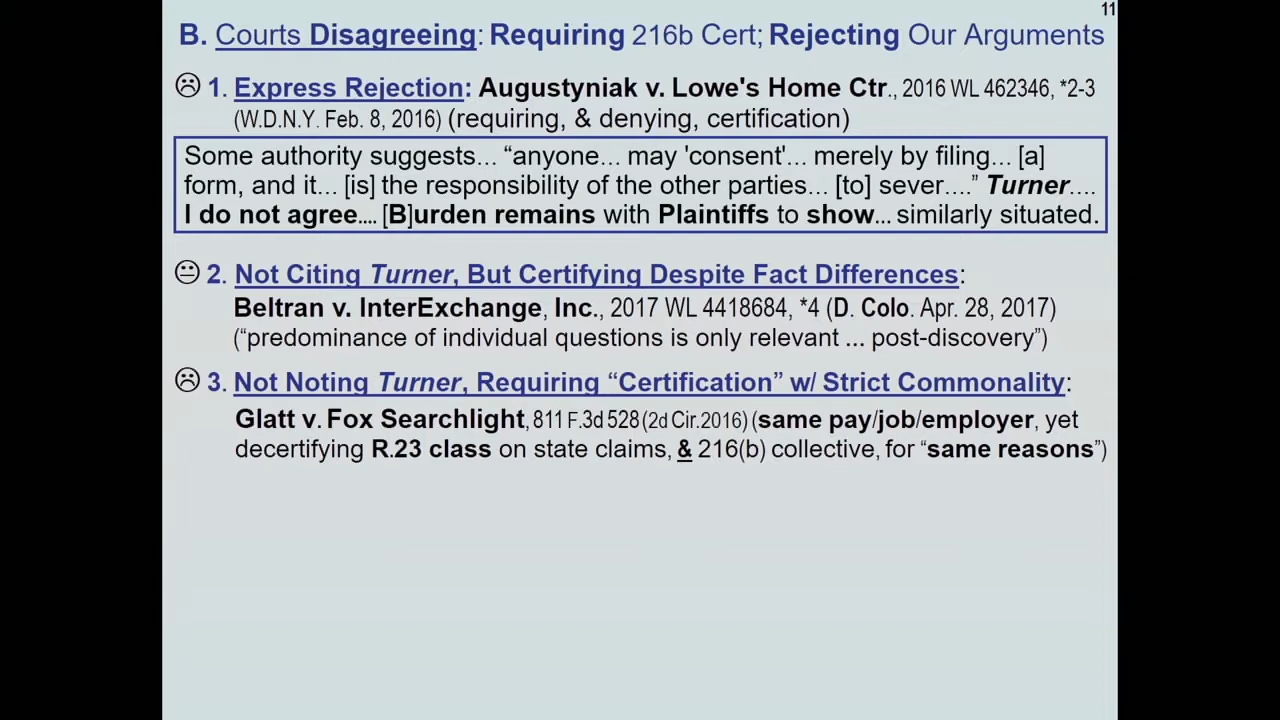 11
B. Courts Disagreeing: Requiring 216b Cert; Rejecting Our Arguments
☹ 1. Express Rejection: Augustyniak v. Lowe's Home Ctr., 2016 WL 462346, *2-3
(W.D.N.Y. Feb. 8, 2016) (requiring, & denying, certification)
Some authority suggests... “anyone... may 'consent'... merely by filing... [a]
form, and it... [is] the responsibility of the other parties... [to] sever....” Turner....
I do not agree.... [B]urden remains with Plaintiffs to show... similarly situated.
😐 2. Not Citing Turner, But Certifying Despite Fact Differences:
Beltran v. InterExchange, Inc., 2017 WL 4418684, *4 (D. Colo. Apr. 28, 2017)
(“predominance of individual questions is only relevant ... post-discovery”)
☹ 3. Not Noting Turner, Requiring “Certification” w/ Strict Commonality:
Glatt v. Fox Searchlight, 811 F.3d 528 (2d Cir.2016) (same pay/job/employer, yet
decertifying R.23 class on state claims, & 216(b) collective, for “same reasons”)